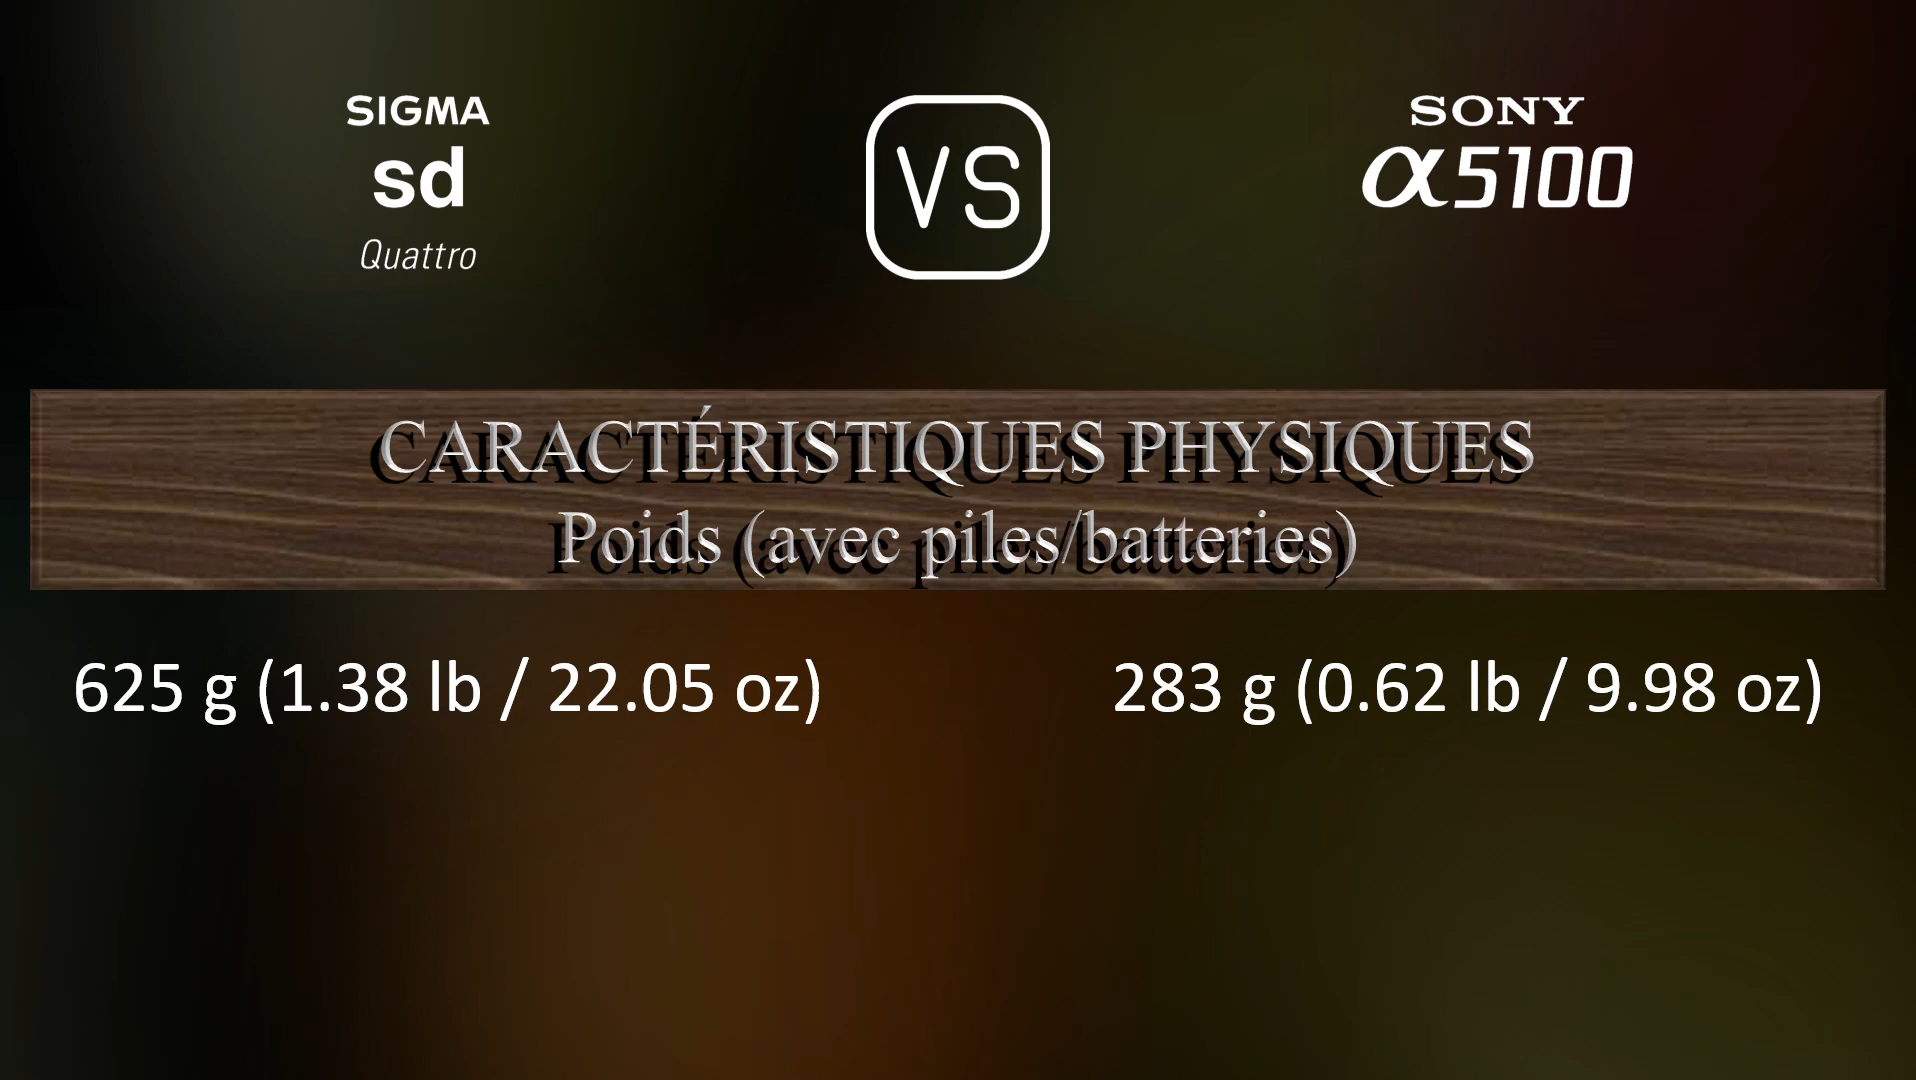 SIGMA
sd
Quattro
VS
SONY
α5100
CARACTÉRISTIQUES PHYSIQUES
Poids (avec piles/batteries)
625 g (1.38 lb / 22.05 oz)
283 g (0.62 lb / 9.98 oz)